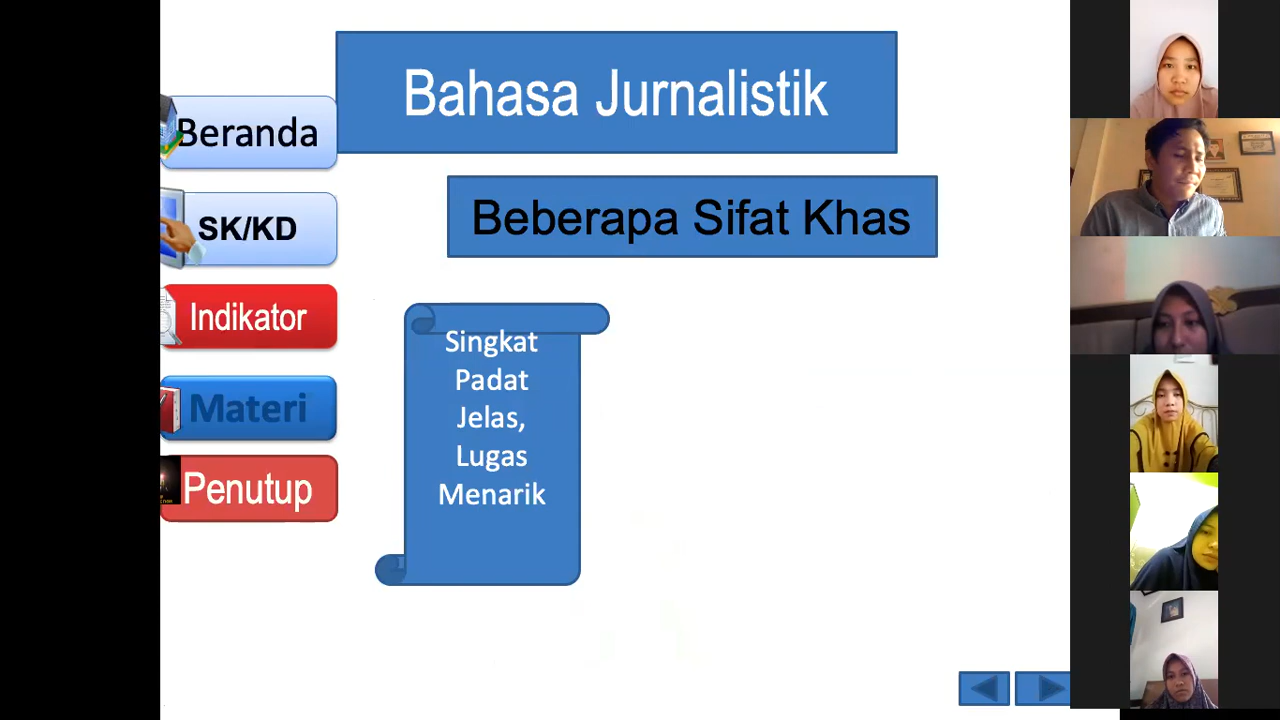 Bahasa Jurnalistik
Beranda
Beberapa Sifat Khas
SK/KD
Indikator
Materi
Penutup
Singkat
Padat
Jelas,
Lugas
Menarik